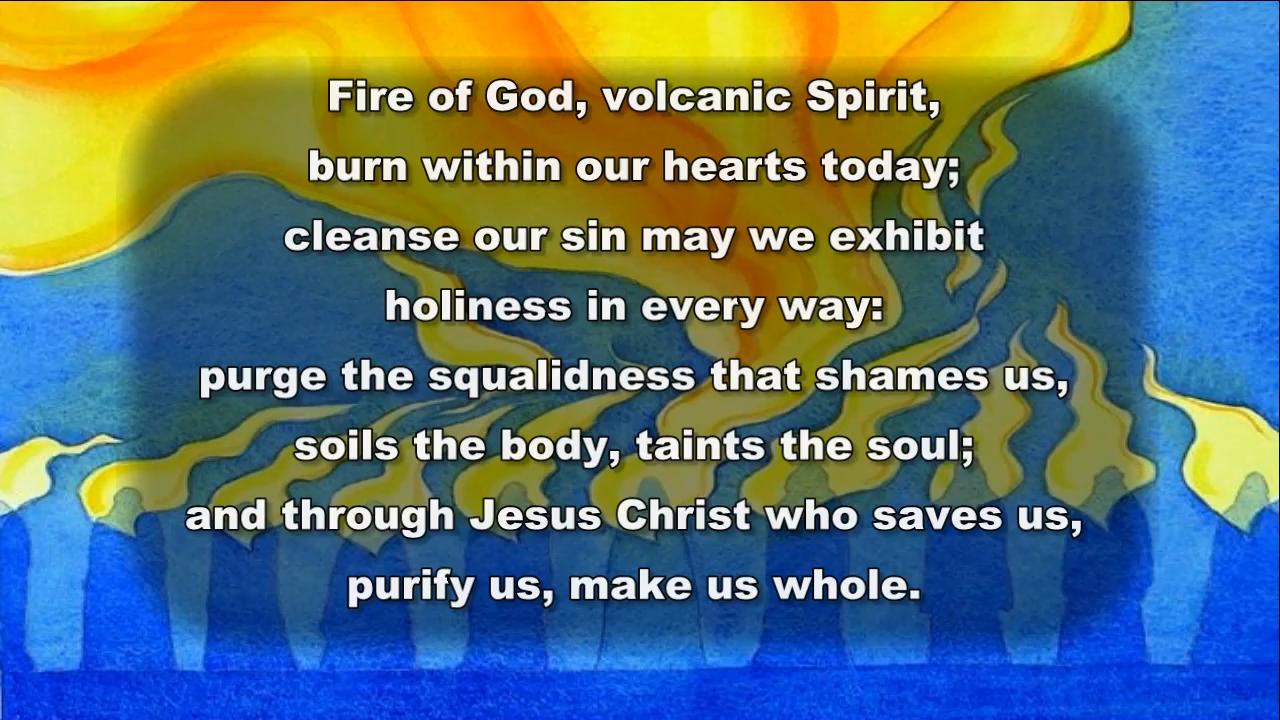 Fire of God, volcanic Spirit,
burn within our hearts today;
cleanse our sin may we exhibit
holiness in every way:
purge the squalidness that shames us,
soils the body, taints the soul;
and through Jesus Christ who saves us,
purify us, make us whole.